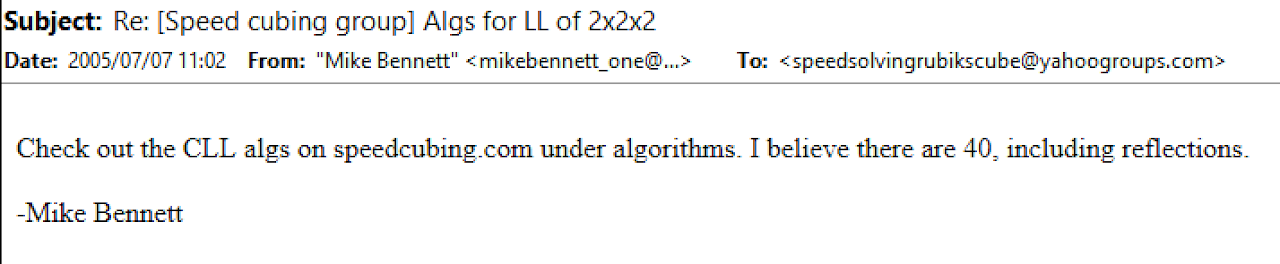 Subject: Re: [Speed cubing group] Algs for LL of 2x2x2
Date: 2005/07/07 11:02 From: "Mike Bennett" <mikebennett_one@...> To: <speedsolvingrubikscube@yahoogroups.com>
Check out the CLL algs on speedcubing.com under algorithms. I believe there are 40, including reflections.
-Mike Bennett